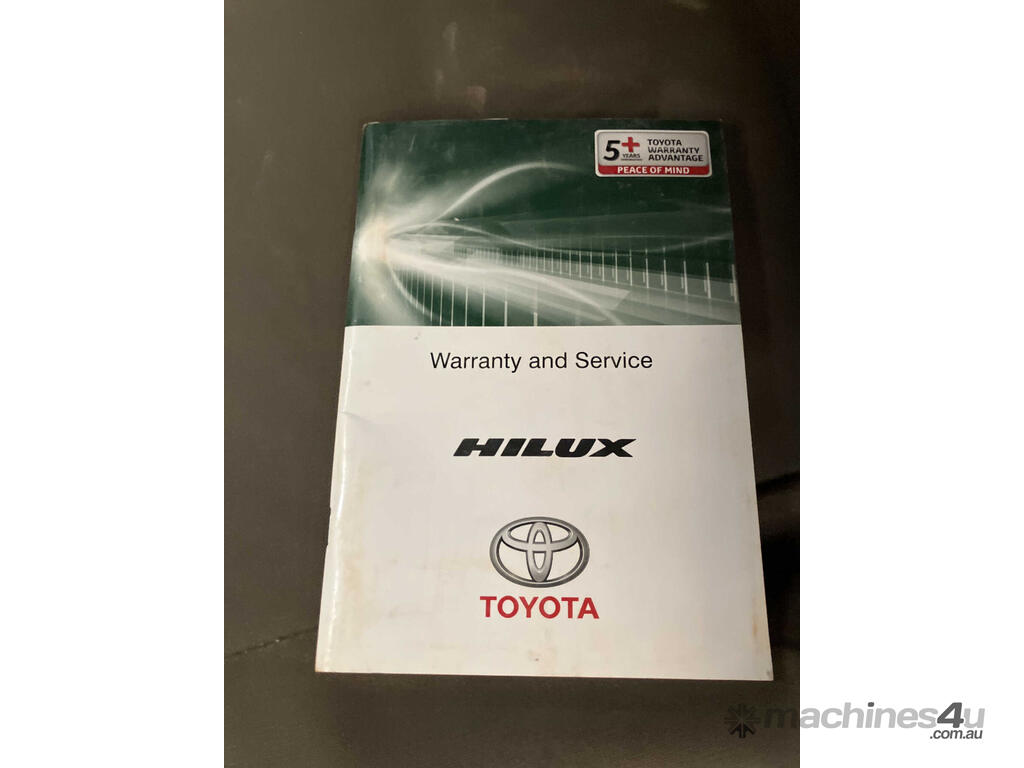 5+ YEARS
TOYOTA
WARRANTY
ADVANTAGE
PEACE OF MIND
Warranty and Service
HILUX
TOYOTA
machines4u
.com.au